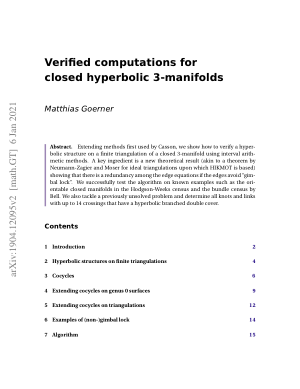 Verified computations for
closed hyperbolic 3-manifolds
Matthias Goerner
arXiv:1904.12095v2 [math.GT] 6 Jan 2021
Abstract. Extending methods first used by Casson, we show how to verify a hyper-
bolic structure on a finite triangulation of a closed 3-manifold using interval arith-
metic methods. A key ingredient is a new theoretical result (akin to a theorem by
Neumann-Zagier and Moser for ideal triangulations upon which HIKMOT is based)
showing that there is a redundancy among the edge equations if the edges avoid "gim-
bal lock". We successfully test the algorithm on known examples such as the ori-
entable closed manifolds in the Hodgson-Weeks census and the bundle census by
Bell. We also tackle a previously unsolved problem and determine all knots and links
with up to 14 crossings that have a hyperbolic branched double cover.
Contents
1 Introduction 2
2 Hyperbolic structures on finite triangulations 4
3 Cocycles 6
4 Extending cocycles on genus 0 surfaces 9
5 Extending cocycles on triangulations 12
6 Examples of (non-)gimbal lock 14
7 Algorithm 15